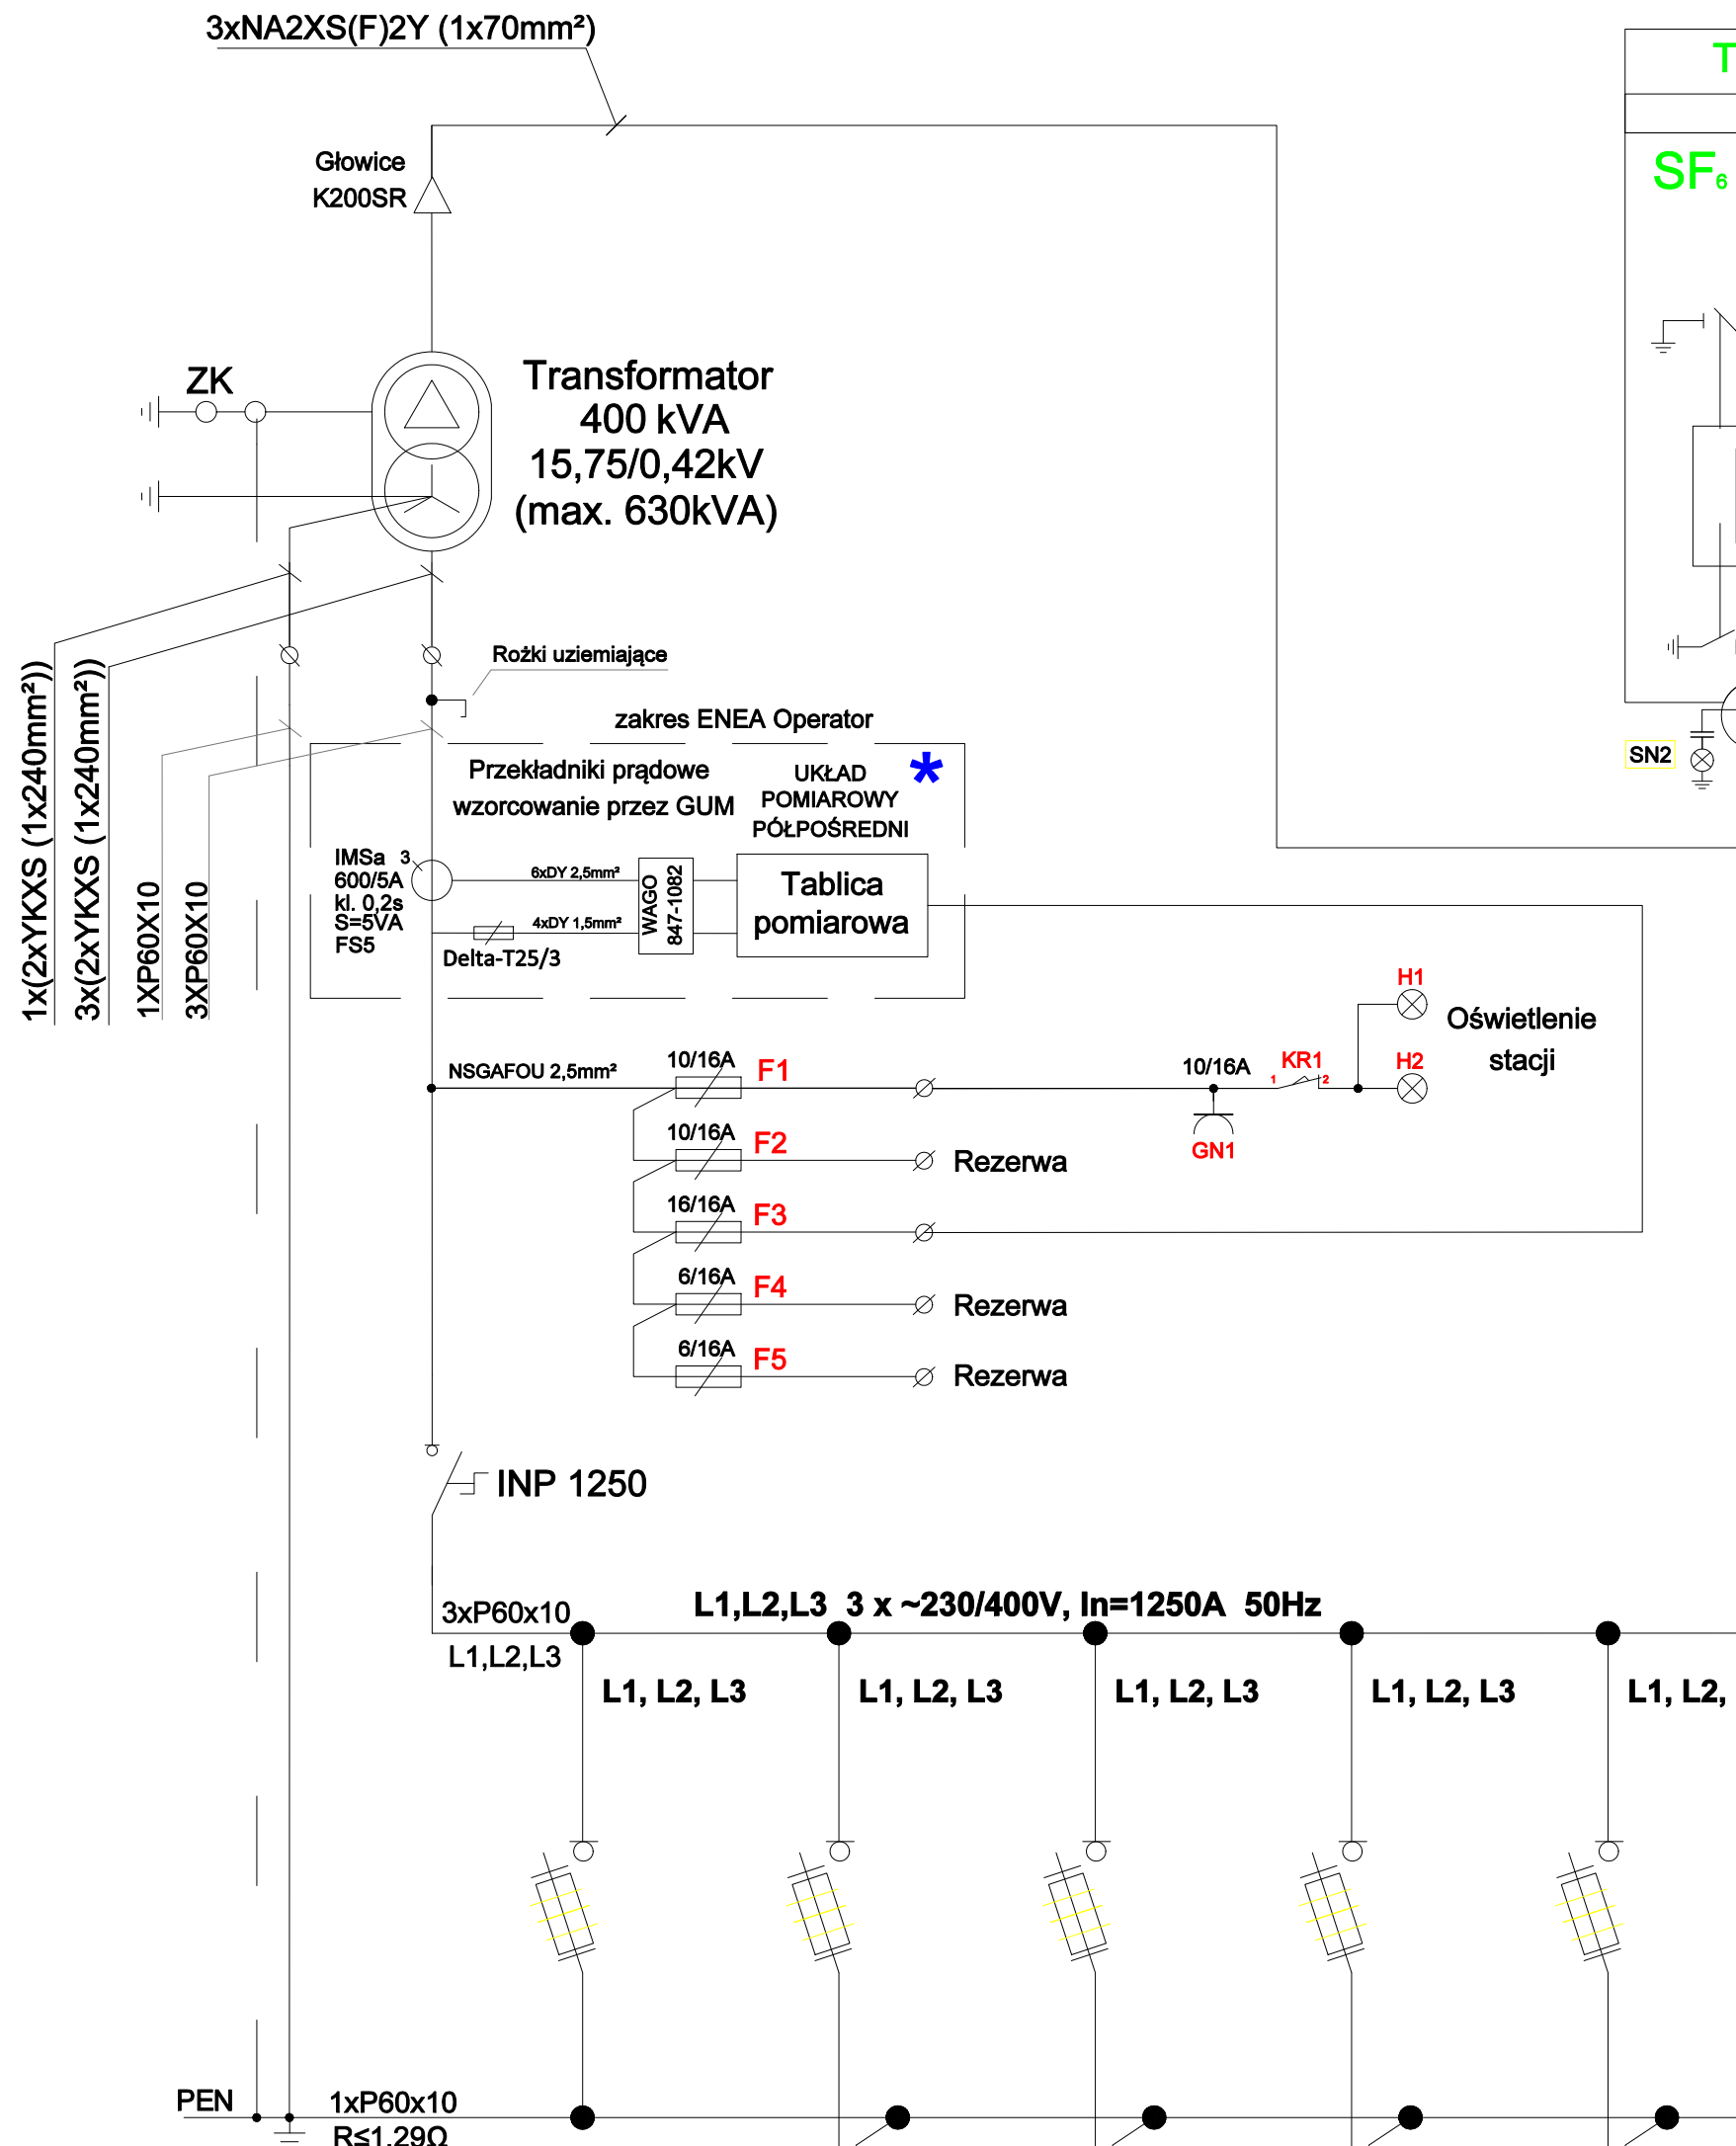 3xNA2XS(F)2Y (1x70mm²)
T
SF₆
Głowice
K200SR
ZK
Transformator
400 kVA
15,75/0,42kV
(max. 630kVA)
Rożki uziemiające
1x(2xYKXS (1x240mm²))
3x(2xYKXS (1x240mm²))
1XP60X10
3XP60X10
SN2
zakres ENEA Operator
Przekładniki prądowe
wzorcowanie przez GUM
UKŁAD
POMIAROWY
PÓŁPOŚREDNI
*
IMSa 3
600/5A
kl. 0,2s
S=5VA
FS5
6xDY 2,5mm²
4xDY 1,5mm²
Delta-T25/3
WAGO
847-1082
Tablica
pomiarowa
H1
Oświetlenie
stacji
NSGAFOU 2,5mm²
10/16A F1
10/16A
KR1
1 2
H2
GN1
10/16A F2
Rezerwa
16/16A F3
6/16A F4
Rezerwa
6/16A F5
Rezerwa
INP 1250
3xP60x10
L1,L2,L3 3 x ~230/400V, In=1250A 50Hz
L1,L2,L3
L1, L2, L3
L1, L2, L3
L1, L2, L3
L1, L2, L3
L1, L2,
PEN
1xP60x10
R≤1,29Ω